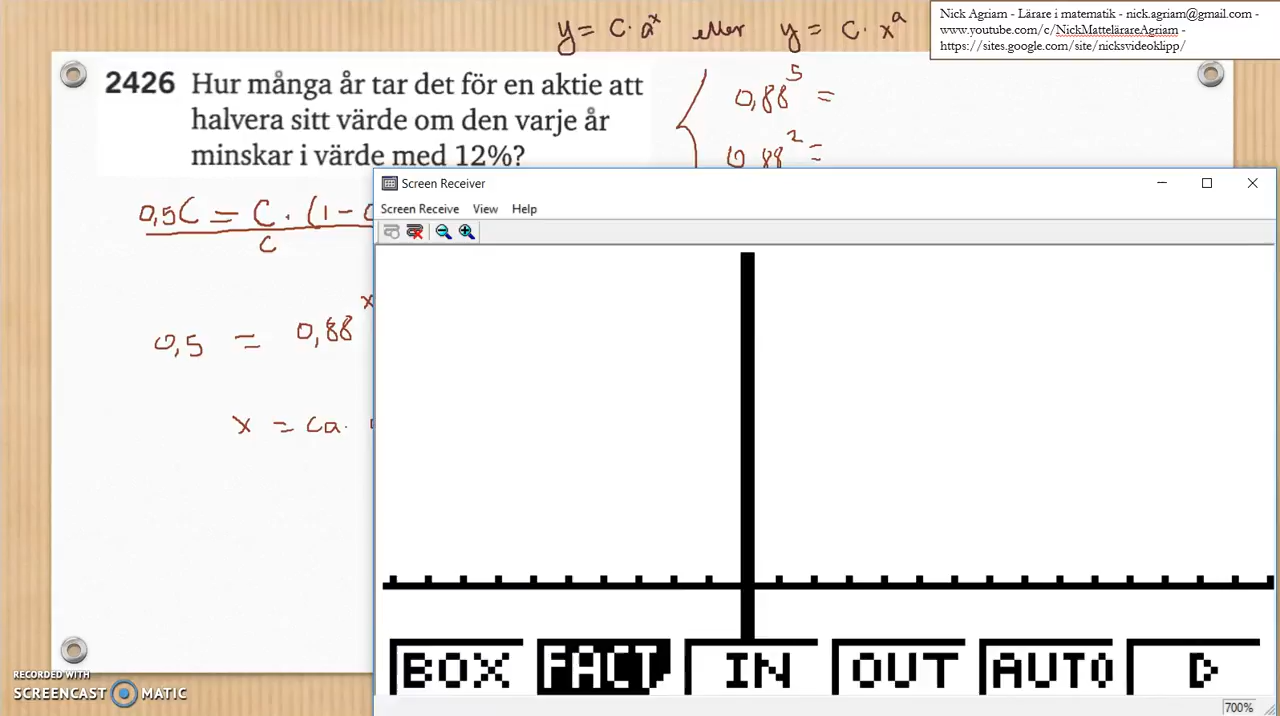 y = C · a^x eller y = C · x^a
Nick Agriam - Lärare i matematik - nick.agriam@gmail.com -
www.youtube.com/c/NickMattelärareAgriam -
https://sites.google.com/site/nicksvideoklipp/
2426 Hur många år tar det för en aktie att
halvera sitt värde om den varje år
minskar i värde med 12%?
0,88^5 =
0,88^2 =
0,5C = C · (1 -
C
0,5 = 0,88^x
x = ca.
Screen Receiver
Screen Receive View Help
BOX FACT IN OUT AUTO ▷
RECORDED WITH
SCREENCAST MATIC
700%